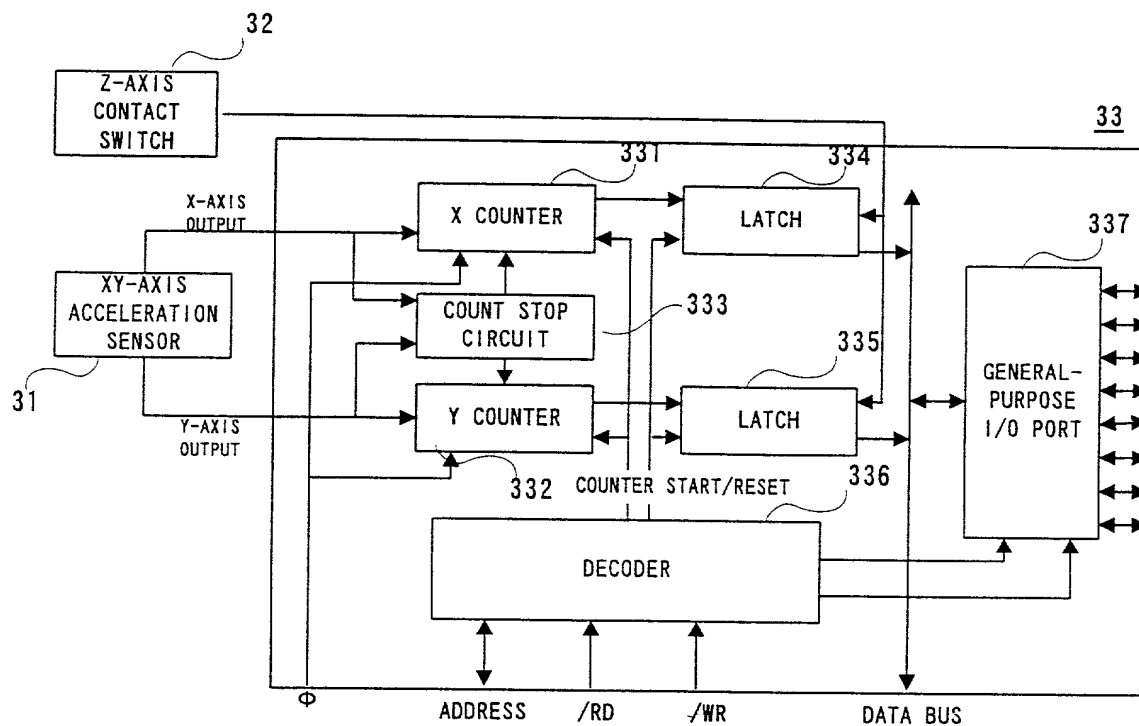 32
Z-AXIS
CONTACT
SWITCH
33
331
334
X-AXIS
OUTPUT
X COUNTER
LATCH
337
XY-AXIS
ACCELERATION
SENSOR
COUNT STOP
CIRCUIT
333
335
GENERAL-
PURPOSE
I/O PORT
31
Y COUNTER
LATCH
Y-AXIS
OUTPUT
332
COUNTER START/RESET
336
DECODER
Φ
ADDRESS
/RD
/WR
DATA BUS